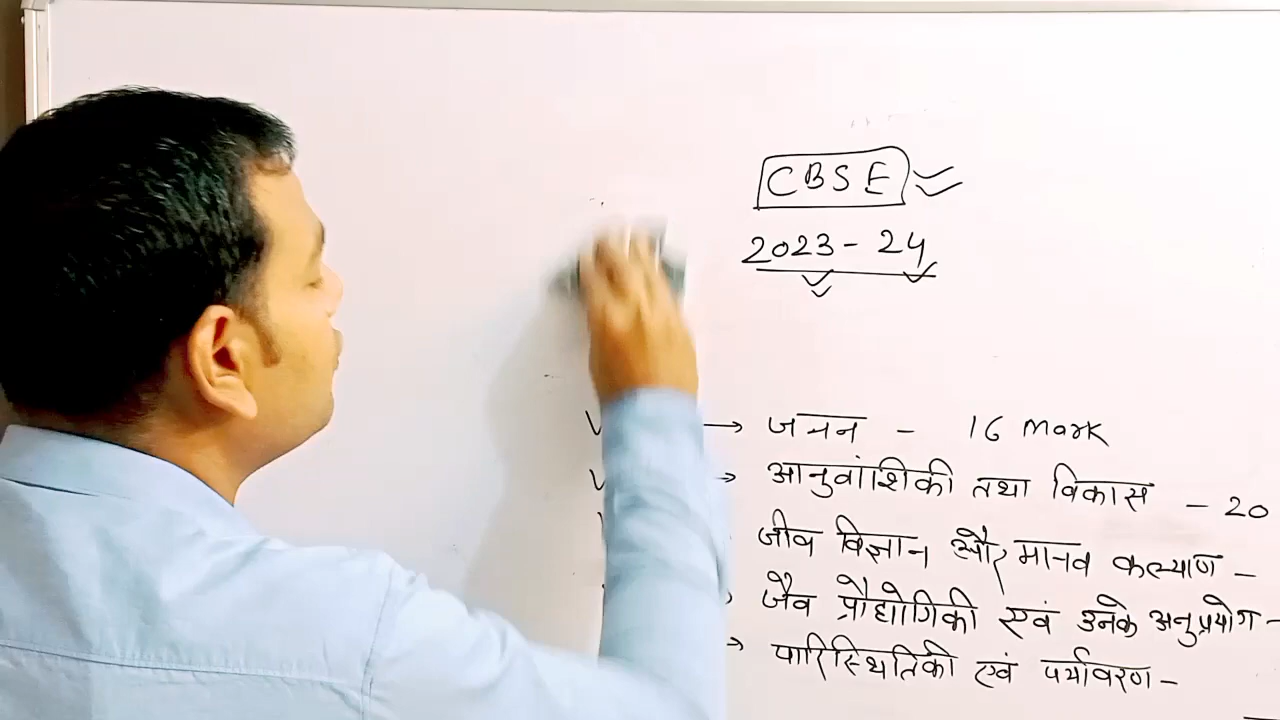 CBSE
2023-24
→ जनन - 16 mark
→ आनुवांशिकी तथा विकास - 20
जीव विज्ञान और मानव कल्याण -
जैव प्रौद्योगिकी एवं उनके अनुप्रयोग -
→ पारिस्थितिकी एवं पर्यावरण -